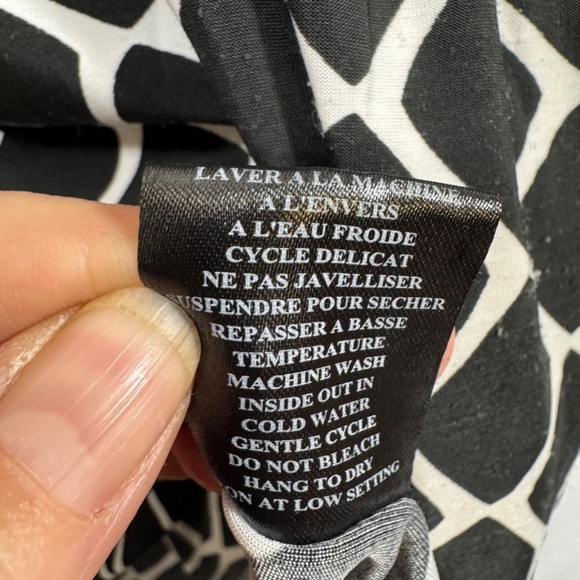 LAVER A LA MACHINE
A L'ENVERS
A L'EAU FROIDE
CYCLE DELICAT
NE PAS JAVELLISER
SUSPENDRE POUR SECHER
REPASSER A BASSE
TEMPERATURE
MACHINE WASH
INSIDE OUT IN
COLD WATER
GENTLE CYCLE
DO NOT BLEACH
HANG TO DRY
ON AT LOW SETTING